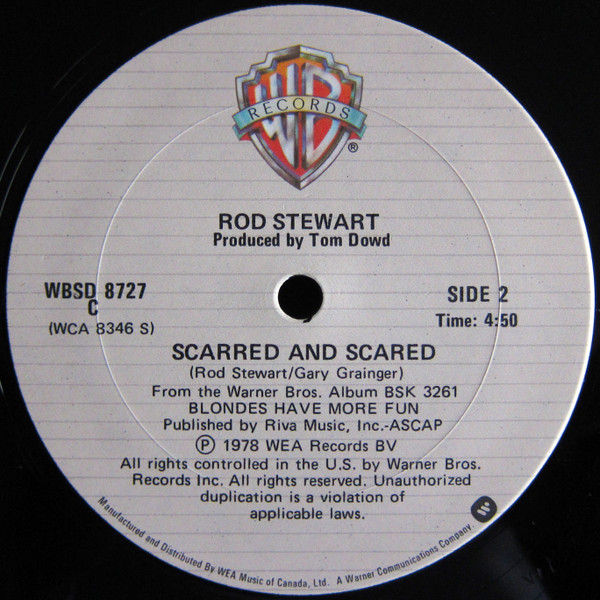 WB
RECORDS
®
ROD STEWART
Produced by Tom Dowd
WBSD 8727
C
(WCA 8346 S)
SIDE 2
Time: 4:50
SCARRED AND SCARED
(Rod Stewart/Gary Grainger)
From the Warner Bros. Album BSK 3261
BLONDES HAVE MORE FUN
Published by Riva Music, Inc.-ASCAP
Ⓟ 1978 WEA Records BV
All rights controlled in the U.S. by Warner Bros.
Records Inc. All rights reserved. Unauthorized
duplication is a violation of
applicable laws.
Manufactured and Distributed By WEA Music of Canada, Ltd. A Warner Communications Company